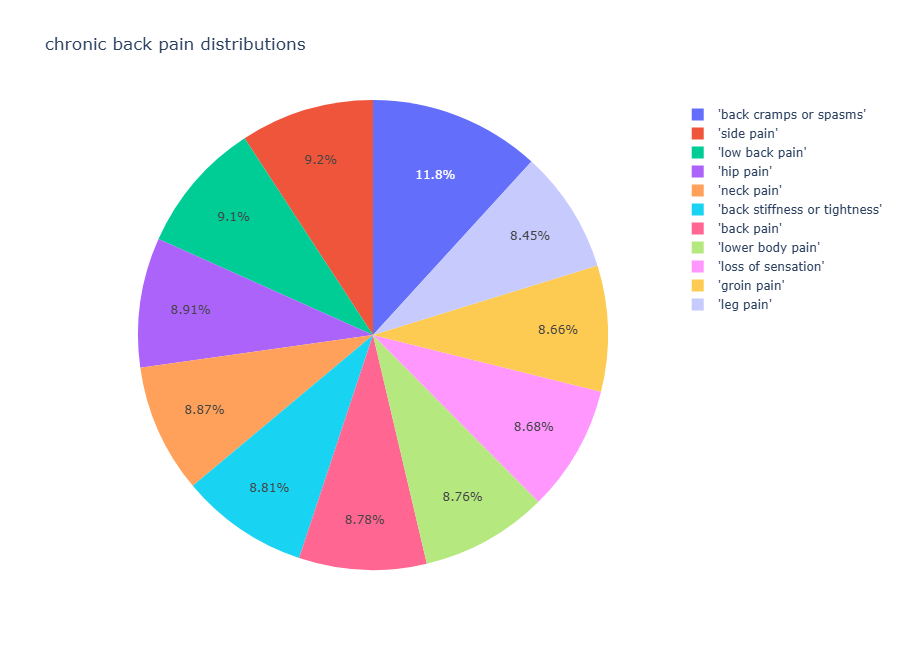 chronic back pain distributions
11.8%
8.45%
8.66%
8.68%
8.76%
8.78%
8.81%
8.87%
8.91%
9.1%
9.2%
'back cramps or spasms'
'side pain'
'low back pain'
'hip pain'
'neck pain'
'back stiffness or tightness'
'back pain'
'lower body pain'
'loss of sensation'
'groin pain'
'leg pain'